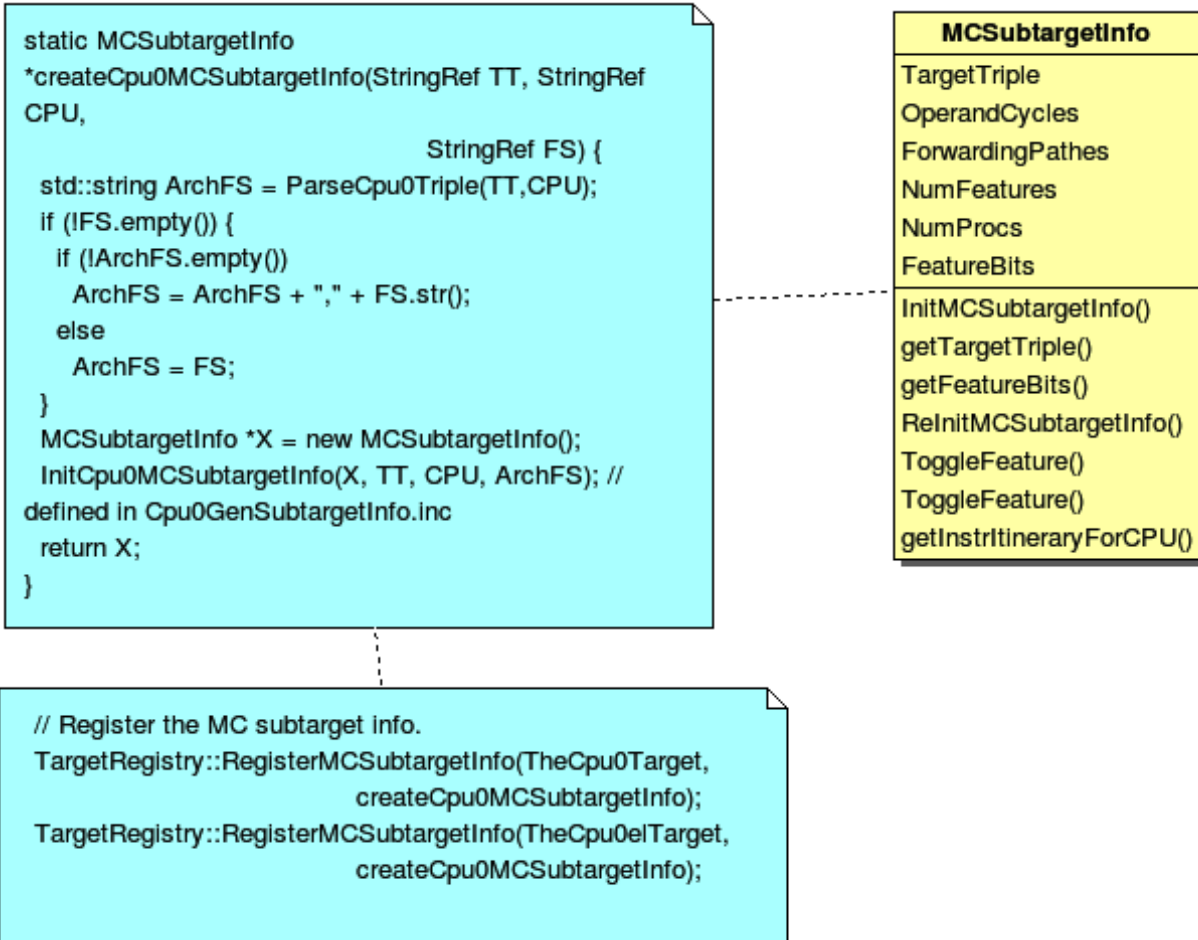 static MCSubtargetInfo
*createCpu0MCSubtargetInfo(StringRef TT, StringRef
CPU,
StringRef FS) {
std::string ArchFS = ParseCpu0Triple(TT,CPU);
if (!FS.empty()) {
if (!ArchFS.empty())
ArchFS = ArchFS + "," + FS.str();
else
ArchFS = FS;
}
MCSubtargetInfo *X = new MCSubtargetInfo();
InitCpu0MCSubtargetInfo(X, TT, CPU, ArchFS); //
defined in Cpu0GenSubtargetInfo.inc
return X;
}
MCSubtargetInfo
TargetTriple
OperandCycles
ForwardingPathes
NumFeatures
NumProcs
FeatureBits
InitMCSubtargetInfo()
getTargetTriple()
getFeatureBits()
ReInitMCSubtargetInfo()
ToggleFeature()
ToggleFeature()
getInstrItineraryForCPU()
// Register the MC subtarget info.
TargetRegistry::RegisterMCSubtargetInfo(TheCpu0Target,
createCpu0MCSubtargetInfo);
TargetRegistry::RegisterMCSubtargetInfo(TheCpu0elTarget,
createCpu0MCSubtargetInfo);